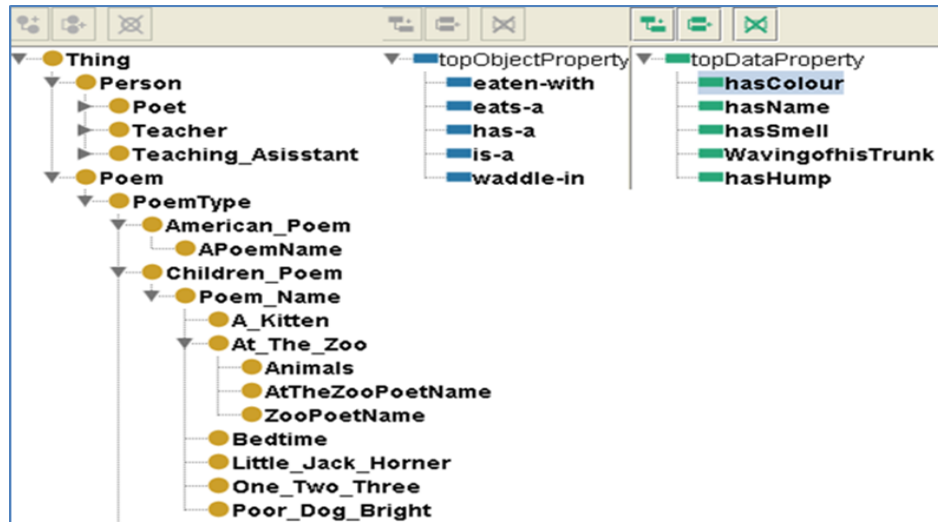 Thing
Person
Poet
Teacher
Teaching_Asisstant
Poem
PoemType
American_Poem
APoemName
Children_Poem
Poem_Name
A_Kitten
At_The_Zoo
Animals
AtTheZooPoetName
ZooPoetName
Bedtime
Little_Jack_Horner
One_Two_Three
Poor_Dog_Bright
topObjectProperty
eaten-with
eats-a
has-a
is-a
waddle-in
topDataProperty
hasColour
hasName
hasSmell
WavingofhisTrunk
hasHump